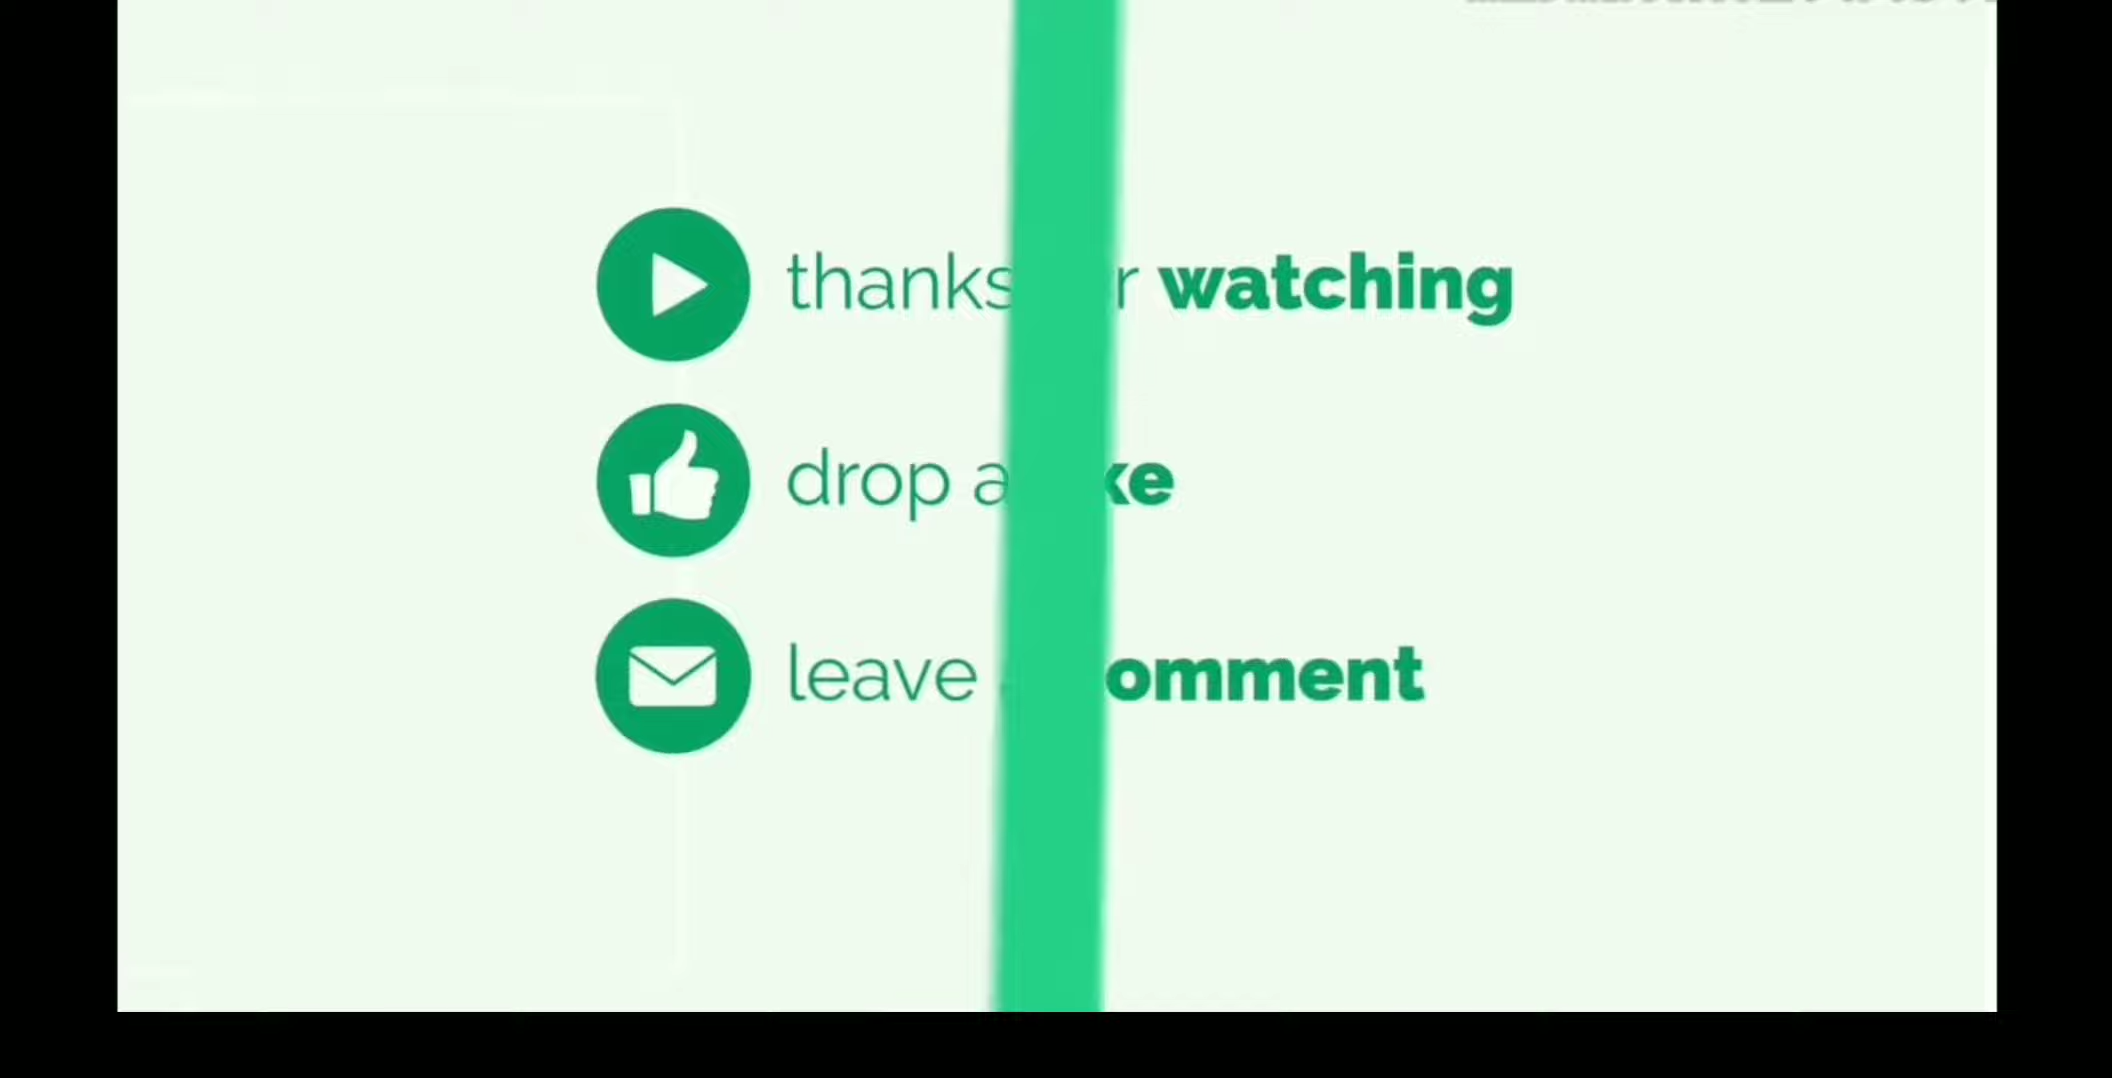 thanks r watching
drop a ke
leave omment